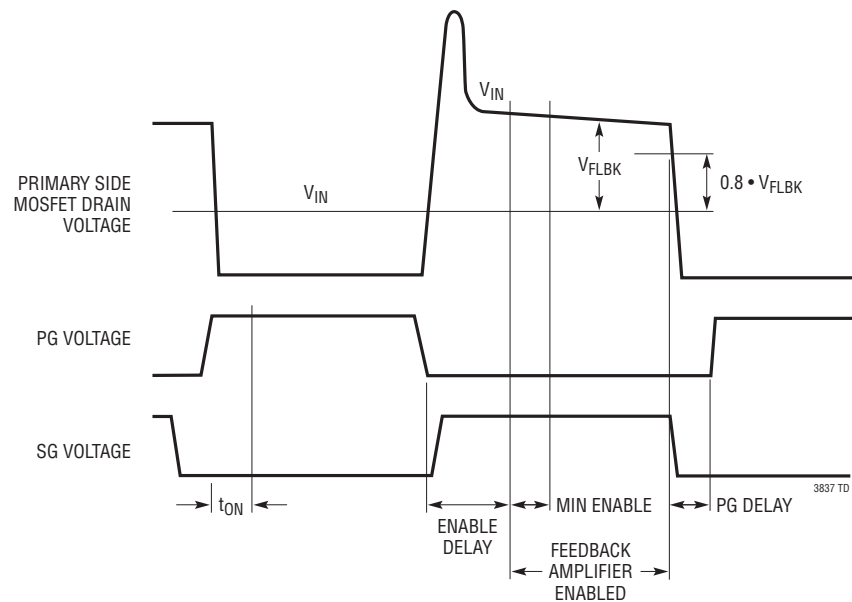 V_IN
V_FLBK
0.8 • V_FLBK
PRIMARY SIDE
MOSFET DRAIN
VOLTAGE
V_IN
PG VOLTAGE
SG VOLTAGE
3837 TD
t_ON
ENABLE
DELAY
MIN ENABLE
PG DELAY
FEEDBACK
AMPLIFIER
ENABLED